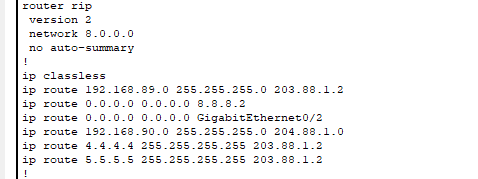 router rip
version 2
network 8.0.0.0
no auto-summary
!
ip classless
ip route 192.168.89.0 255.255.255.0 203.88.1.2
ip route 0.0.0.0 0.0.0.0 8.8.8.2
ip route 0.0.0.0 0.0.0.0 GigabitEthernet0/2
ip route 192.168.90.0 255.255.255.0 204.88.1.0
ip route 4.4.4.4 255.255.255.255 203.88.1.2
ip route 5.5.5.5 255.255.255.255 203.88.1.2
!